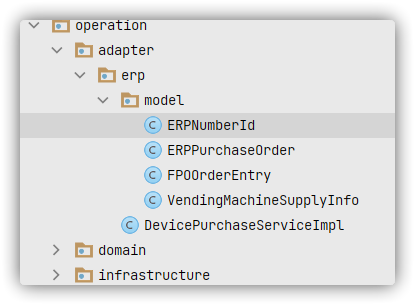 operation
adapter
erp
model
ERPNumberId
ERPPurchaseOrder
FPOOrderEntry
VendingMachineSupplyInfo
DevicePurchaseServiceImpl
domain
infrastructure